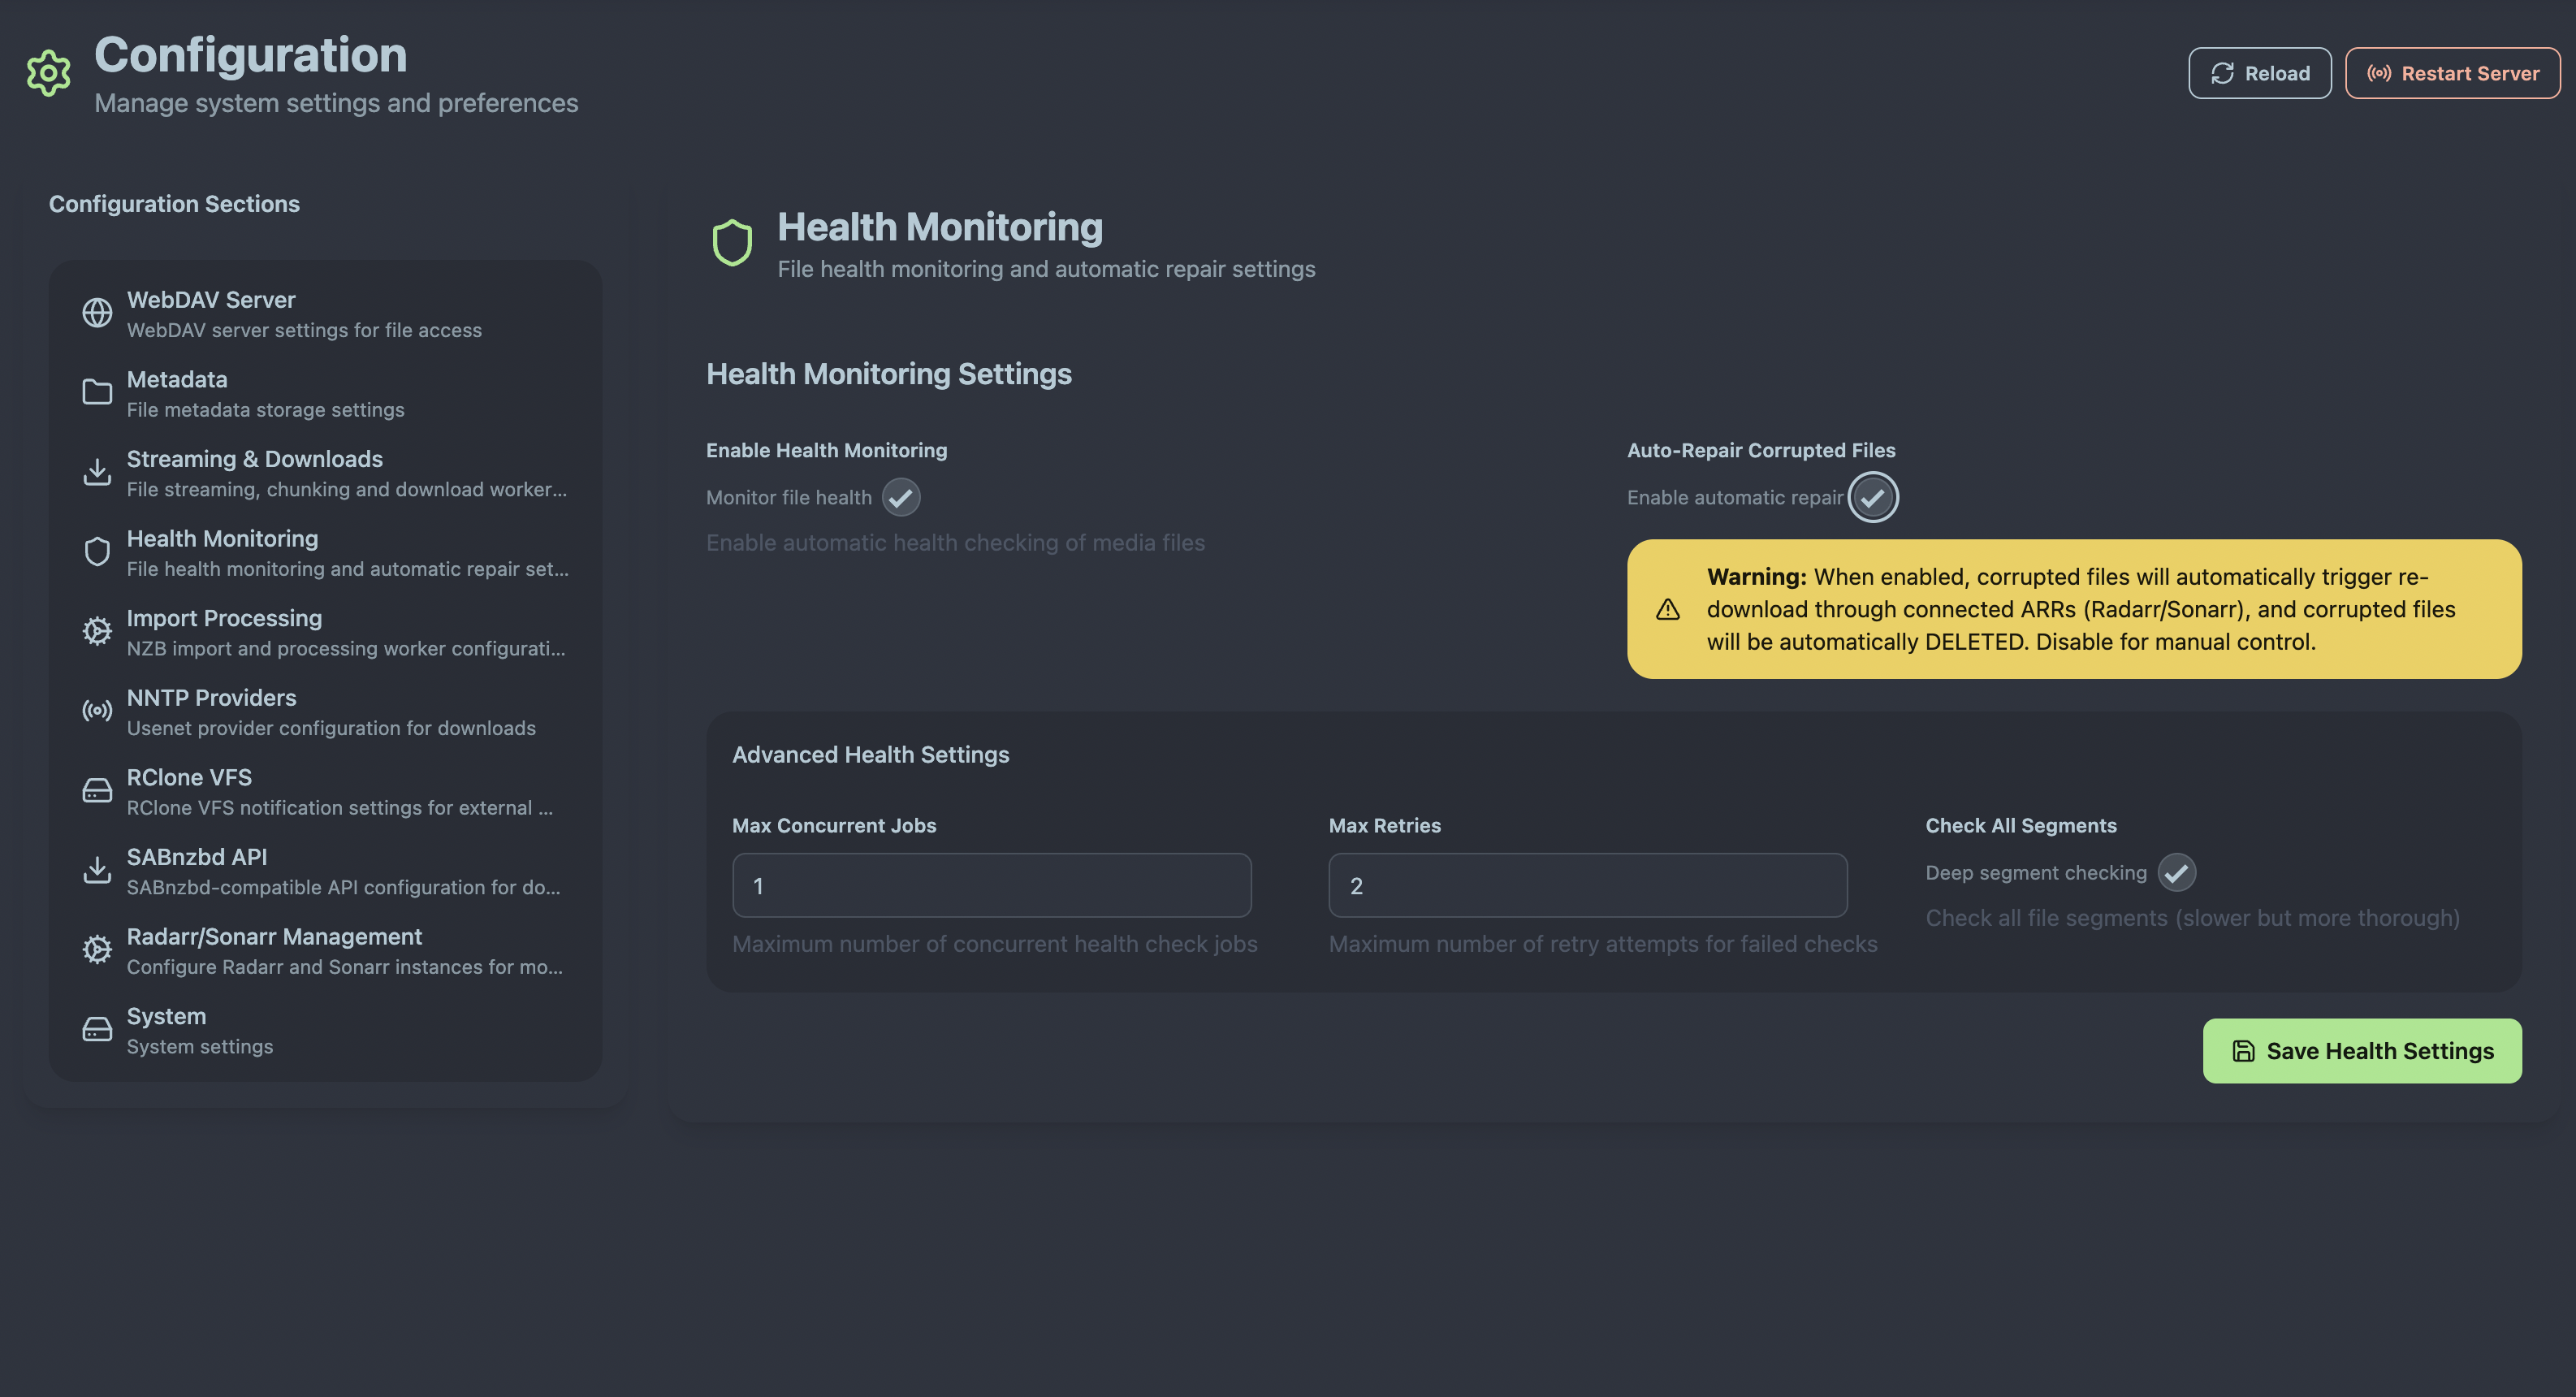 Configuration
Manage system settings and preferences
Reload
Restart Server
Configuration Sections
WebDAV Server
WebDAV server settings for file access
Metadata
File metadata storage settings
Streaming & Downloads
File streaming, chunking and download worker...
Health Monitoring
File health monitoring and automatic repair set...
Import Processing
NZB import and processing worker configurati...
NNTP Providers
Usenet provider configuration for downloads
RClone VFS
RClone VFS notification settings for external ...
SABnzbd API
SABnzbd-compatible API configuration for do...
Radarr/Sonarr Management
Configure Radarr and Sonarr instances for mo...
System
System settings
Health Monitoring
File health monitoring and automatic repair settings
Health Monitoring Settings
Enable Health Monitoring
Monitor file health
Enable automatic health checking of media files
Auto-Repair Corrupted Files
Enable automatic repair
Warning: When enabled, corrupted files will automatically trigger re-
download through connected ARRs (Radarr/Sonarr), and corrupted files
will be automatically DELETED. Disable for manual control.
Advanced Health Settings
Max Concurrent Jobs
1
Maximum number of concurrent health check jobs
Max Retries
2
Maximum number of retry attempts for failed checks
Check All Segments
Deep segment checking
Check all file segments (slower but more thorough)
Save Health Settings